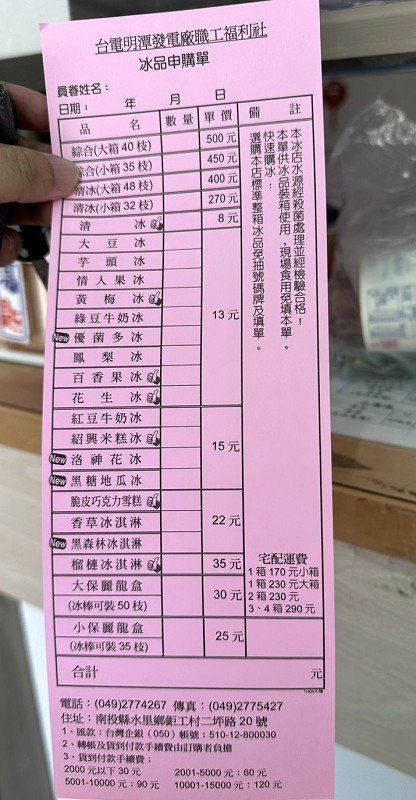 台電明潭發電廠職工福利社
冰品申購單
員眷姓名：
日期： 年 月 日
品名 數量 單價 備註
綜合(大箱40枝) 500元
綜合(小箱35枝) 450元
清冰(大箱48枝) 400元
清冰(小箱32枝) 270元
清冰 8元
大豆冰
芋頭冰
情人果冰
黃梅冰
綠豆牛奶冰 13元
New 優菌多冰
鳳梨冰
百香果冰
花生冰
紅豆牛奶冰
紹興米糕冰
New 洛神花冰 15元
New 黑糖地瓜冰
脆皮巧克力雪糕
香草冰淇淋 22元
New 黑森林冰淇淋
榴槤冰淇淋 35元
大保麗龍盒
(冰棒可裝50枝) 30元
小保麗龍盒
(冰棒可裝35枝) 25元
合計 元
本冰店水源經殺菌處理並經檢驗合格！
本單供冰品裝箱使用，現場食用免填本單。
快速購冰：
選購本店標準整箱冰品免抽號碼牌及填單。
宅配運費
1箱170元小箱
1箱230元大箱
2箱230元
3、4箱290元
電話：(049)2774267 傳真：(049)2775427
住址：南投縣水里鄉鉅工村二坪路20號
1、匯款：台灣企銀（050）帳號：510-12-800030
2、轉帳及貨到付款手續費由訂購者負擔
3、貨到付款手續費：
2000元以下30元 2001-5000元：60元
5001-10000元：90元 10001-15000元：120元